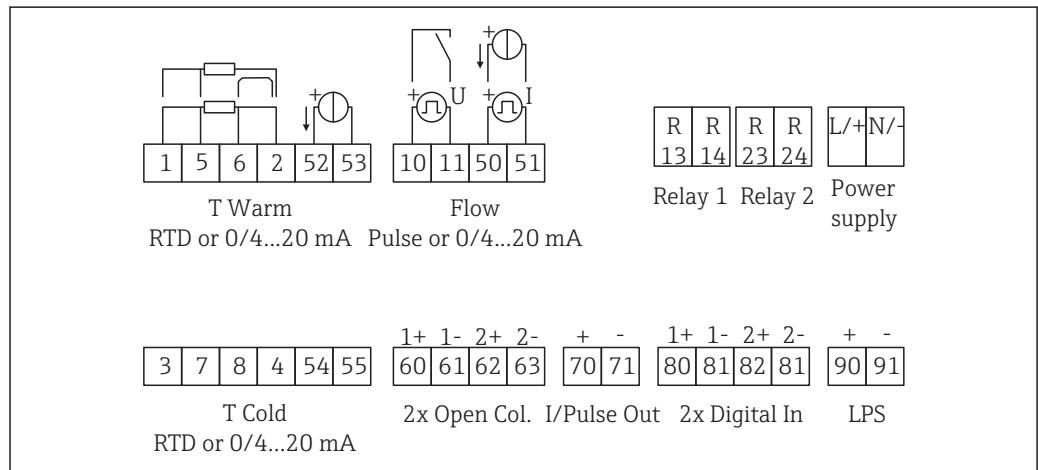 + U + I
+
+
1 5 6 2 52 53
10 11 50 51
R 13 R 14 R 23 R 24
L/+ N/-
T Warm
RTD or 0/4...20 mA
Flow
Pulse or 0/4...20 mA
Relay 1 Relay 2
Power
supply
3 7 8 4 54 55
T Cold
RTD or 0/4...20 mA
1+ 1- 2+ 2-
60 61 62 63
2x Open Col.
+ -
70 71
I/Pulse Out
1+ 1- 2+ 2-
80 81 82 81
2x Digital In
+ -
90 91
LPS